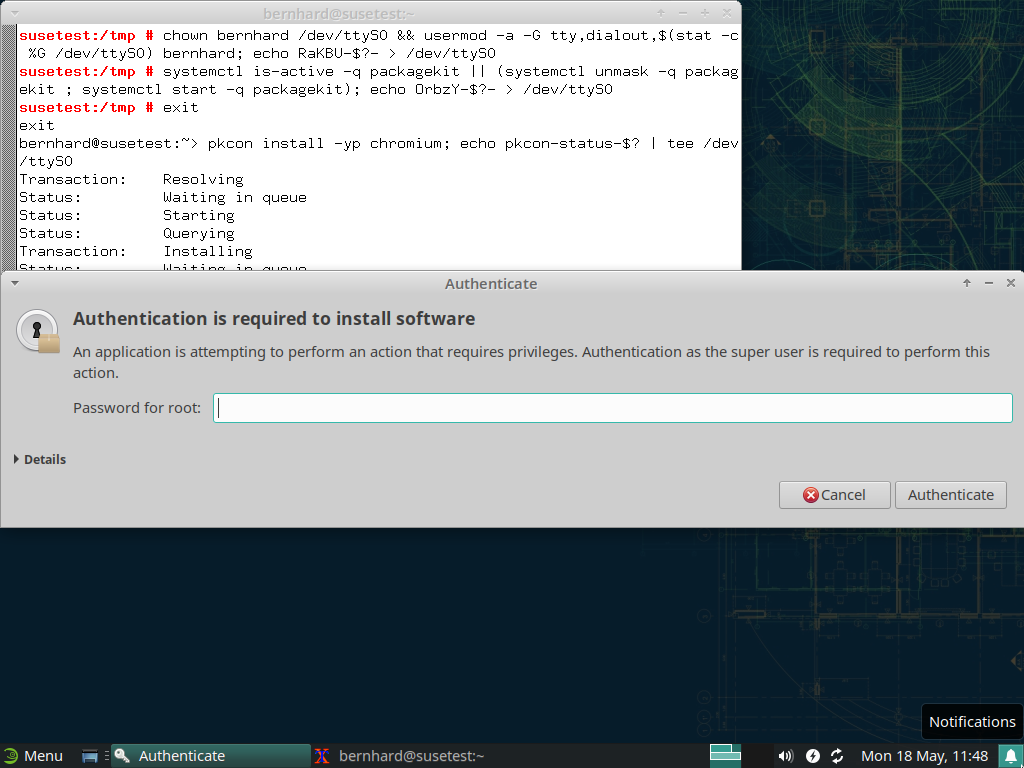 bernhard@susetest:~
susetest:/tmp # chown bernhard /dev/ttyS0 && usermod -a -G tty,dialout,$(stat -c
%G /dev/ttyS0) bernhard; echo RaKBU-$?- > /dev/ttyS0
susetest:/tmp # systemctl is-active -q packagekit || (systemctl unmask -q packag
ekit ; systemctl start -q packagekit); echo OrbzY-$?- > /dev/ttyS0
susetest:/tmp # exit
exit
bernhard@susetest:~> pkcon install -yp chromium; echo pkcon-status-$? | tee /dev
/ttyS0
Transaction: Resolving
Status: Waiting in queue
Status: Starting
Status: Querying
Transaction: Installing
Status: Waiting in queue
Authenticate
Authentication is required to install software
An application is attempting to perform an action that requires privileges. Authentication as the super user is required to perform this
action.
Password for root:
Details
Cancel Authenticate
Notifications
Menu Authenticate bernhard@susetest:~ Mon 18 May, 11:48